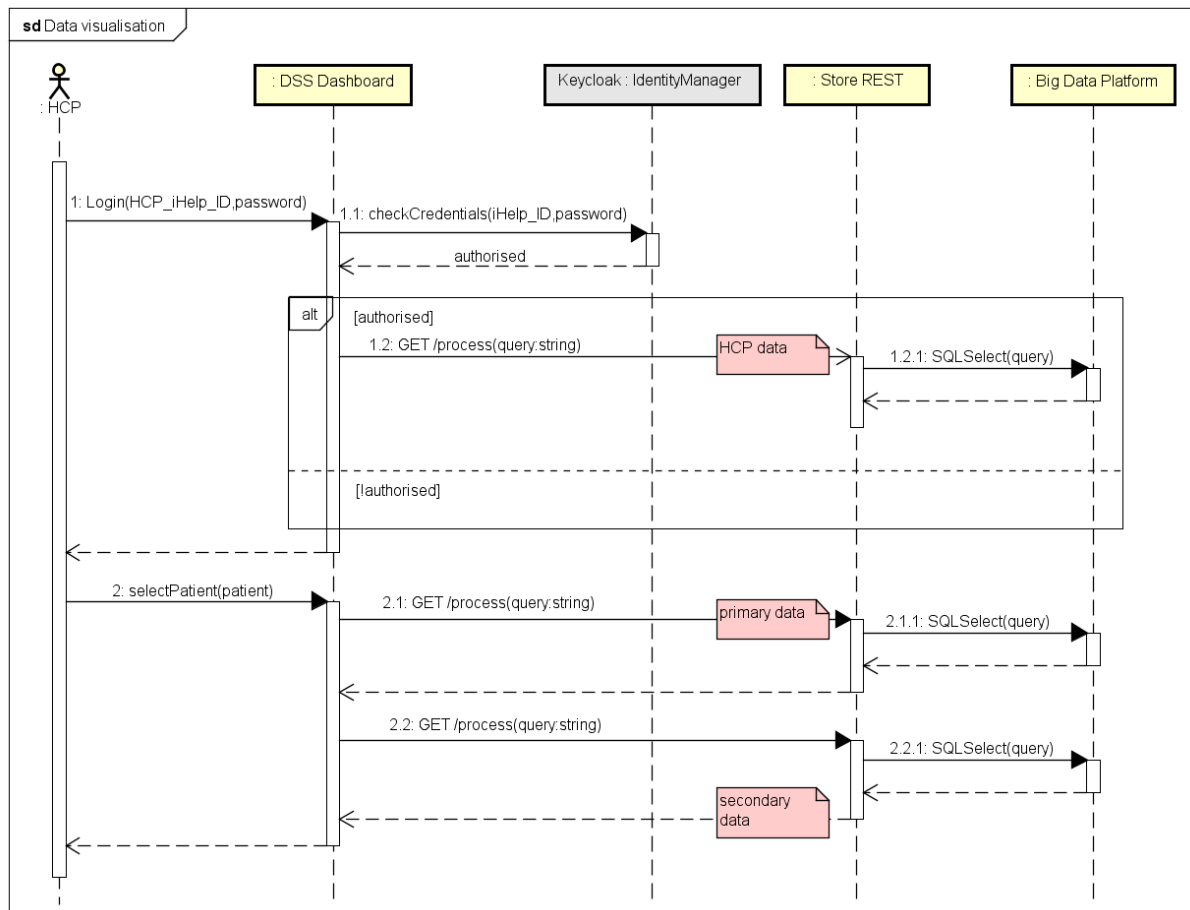 sd Data visualisation
: HCP
: DSS Dashboard
Keycloak : IdentityManager
: Store REST
: Big Data Platform
1: Login(HCP_iHelp_ID,password)
1.1: checkCredentials(iHelp_ID,password)
authorised
alt
[authorised]
1.2: GET /process(query:string)
HCP data
1.2.1: SQLSelect(query)
[!authorised]
2: selectPatient(patient)
2.1: GET /process(query:string)
primary data
2.1.1: SQLSelect(query)
2.2: GET /process(query:string)
2.2.1: SQLSelect(query)
secondary
data